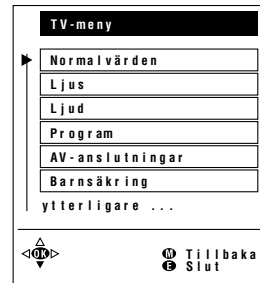 TV-meny
Normalvärden
Ljus
Ljud
Program
AV-anslutningar
Barnsäkring
ytterligare ...
OK
M Tillbaka
E Slut